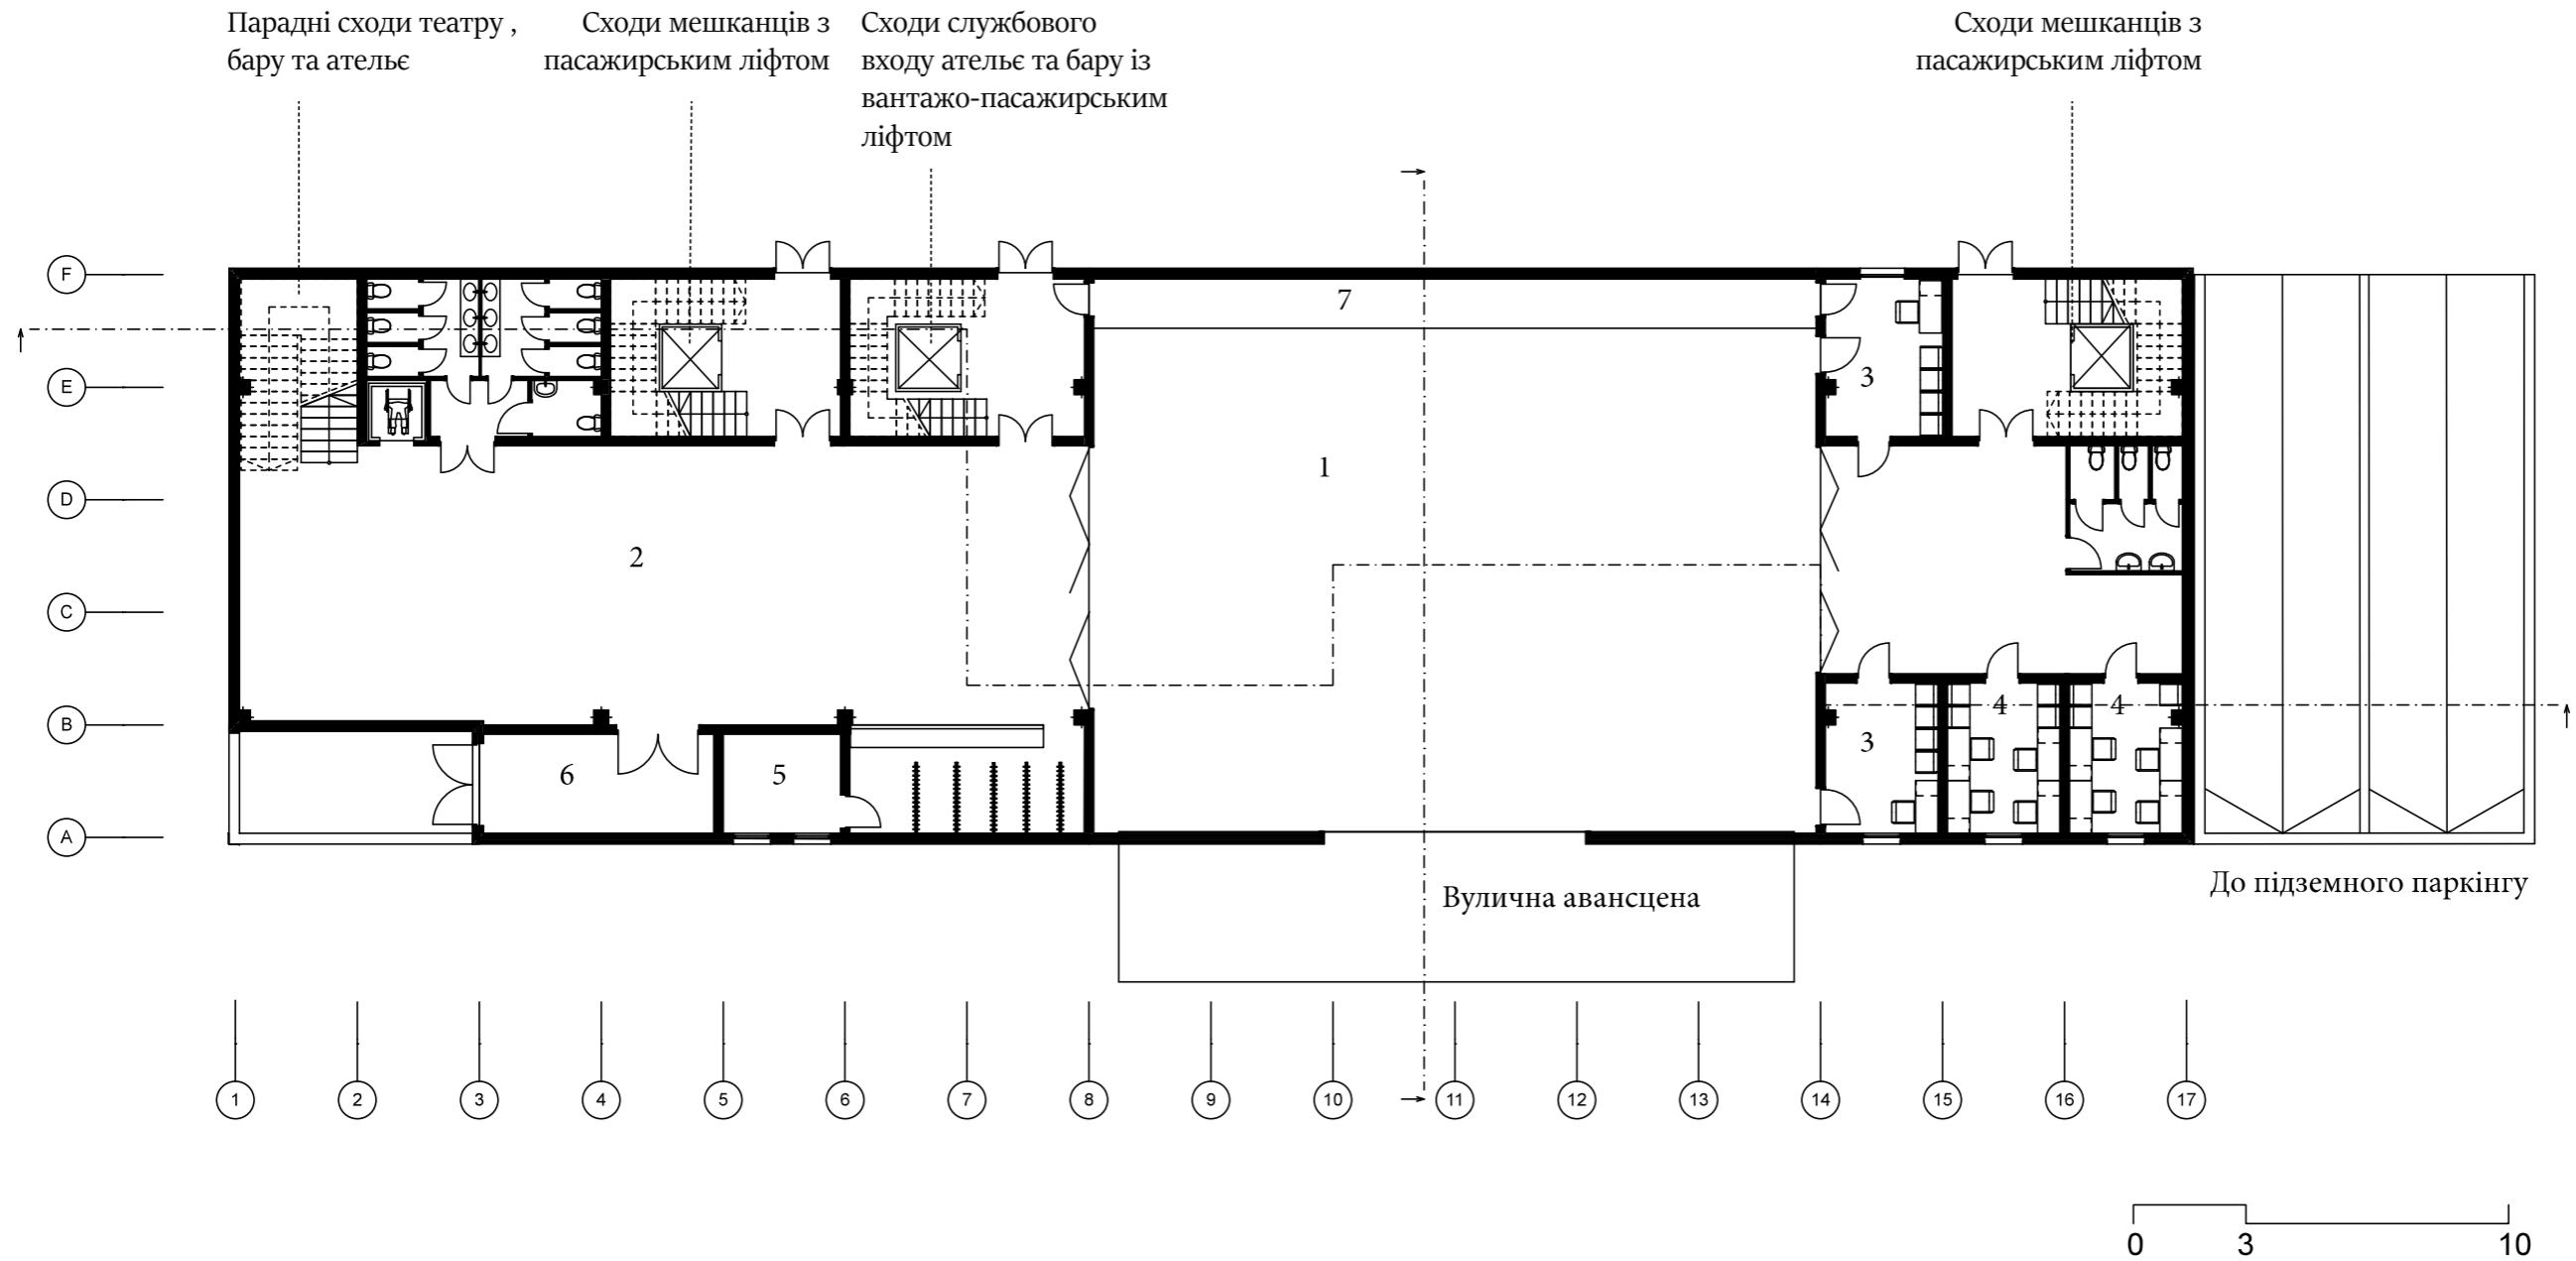 Парадні сходи театру ,
бару та ательє
Сходи мешканців з
пасажирським ліфтом
Сходи службового
входу ательє та бару із
вантажо-пасажирським
ліфтом
Сходи мешканців з
пасажирським ліфтом
F
E
D
C
B
A
7
3
1
2
4
4
3
6
5
Вулична авансцена
До підземного паркінгу
1 2 3 4 5 6 7 8 9 10 11 12 13 14 15 16 17
0 3 10